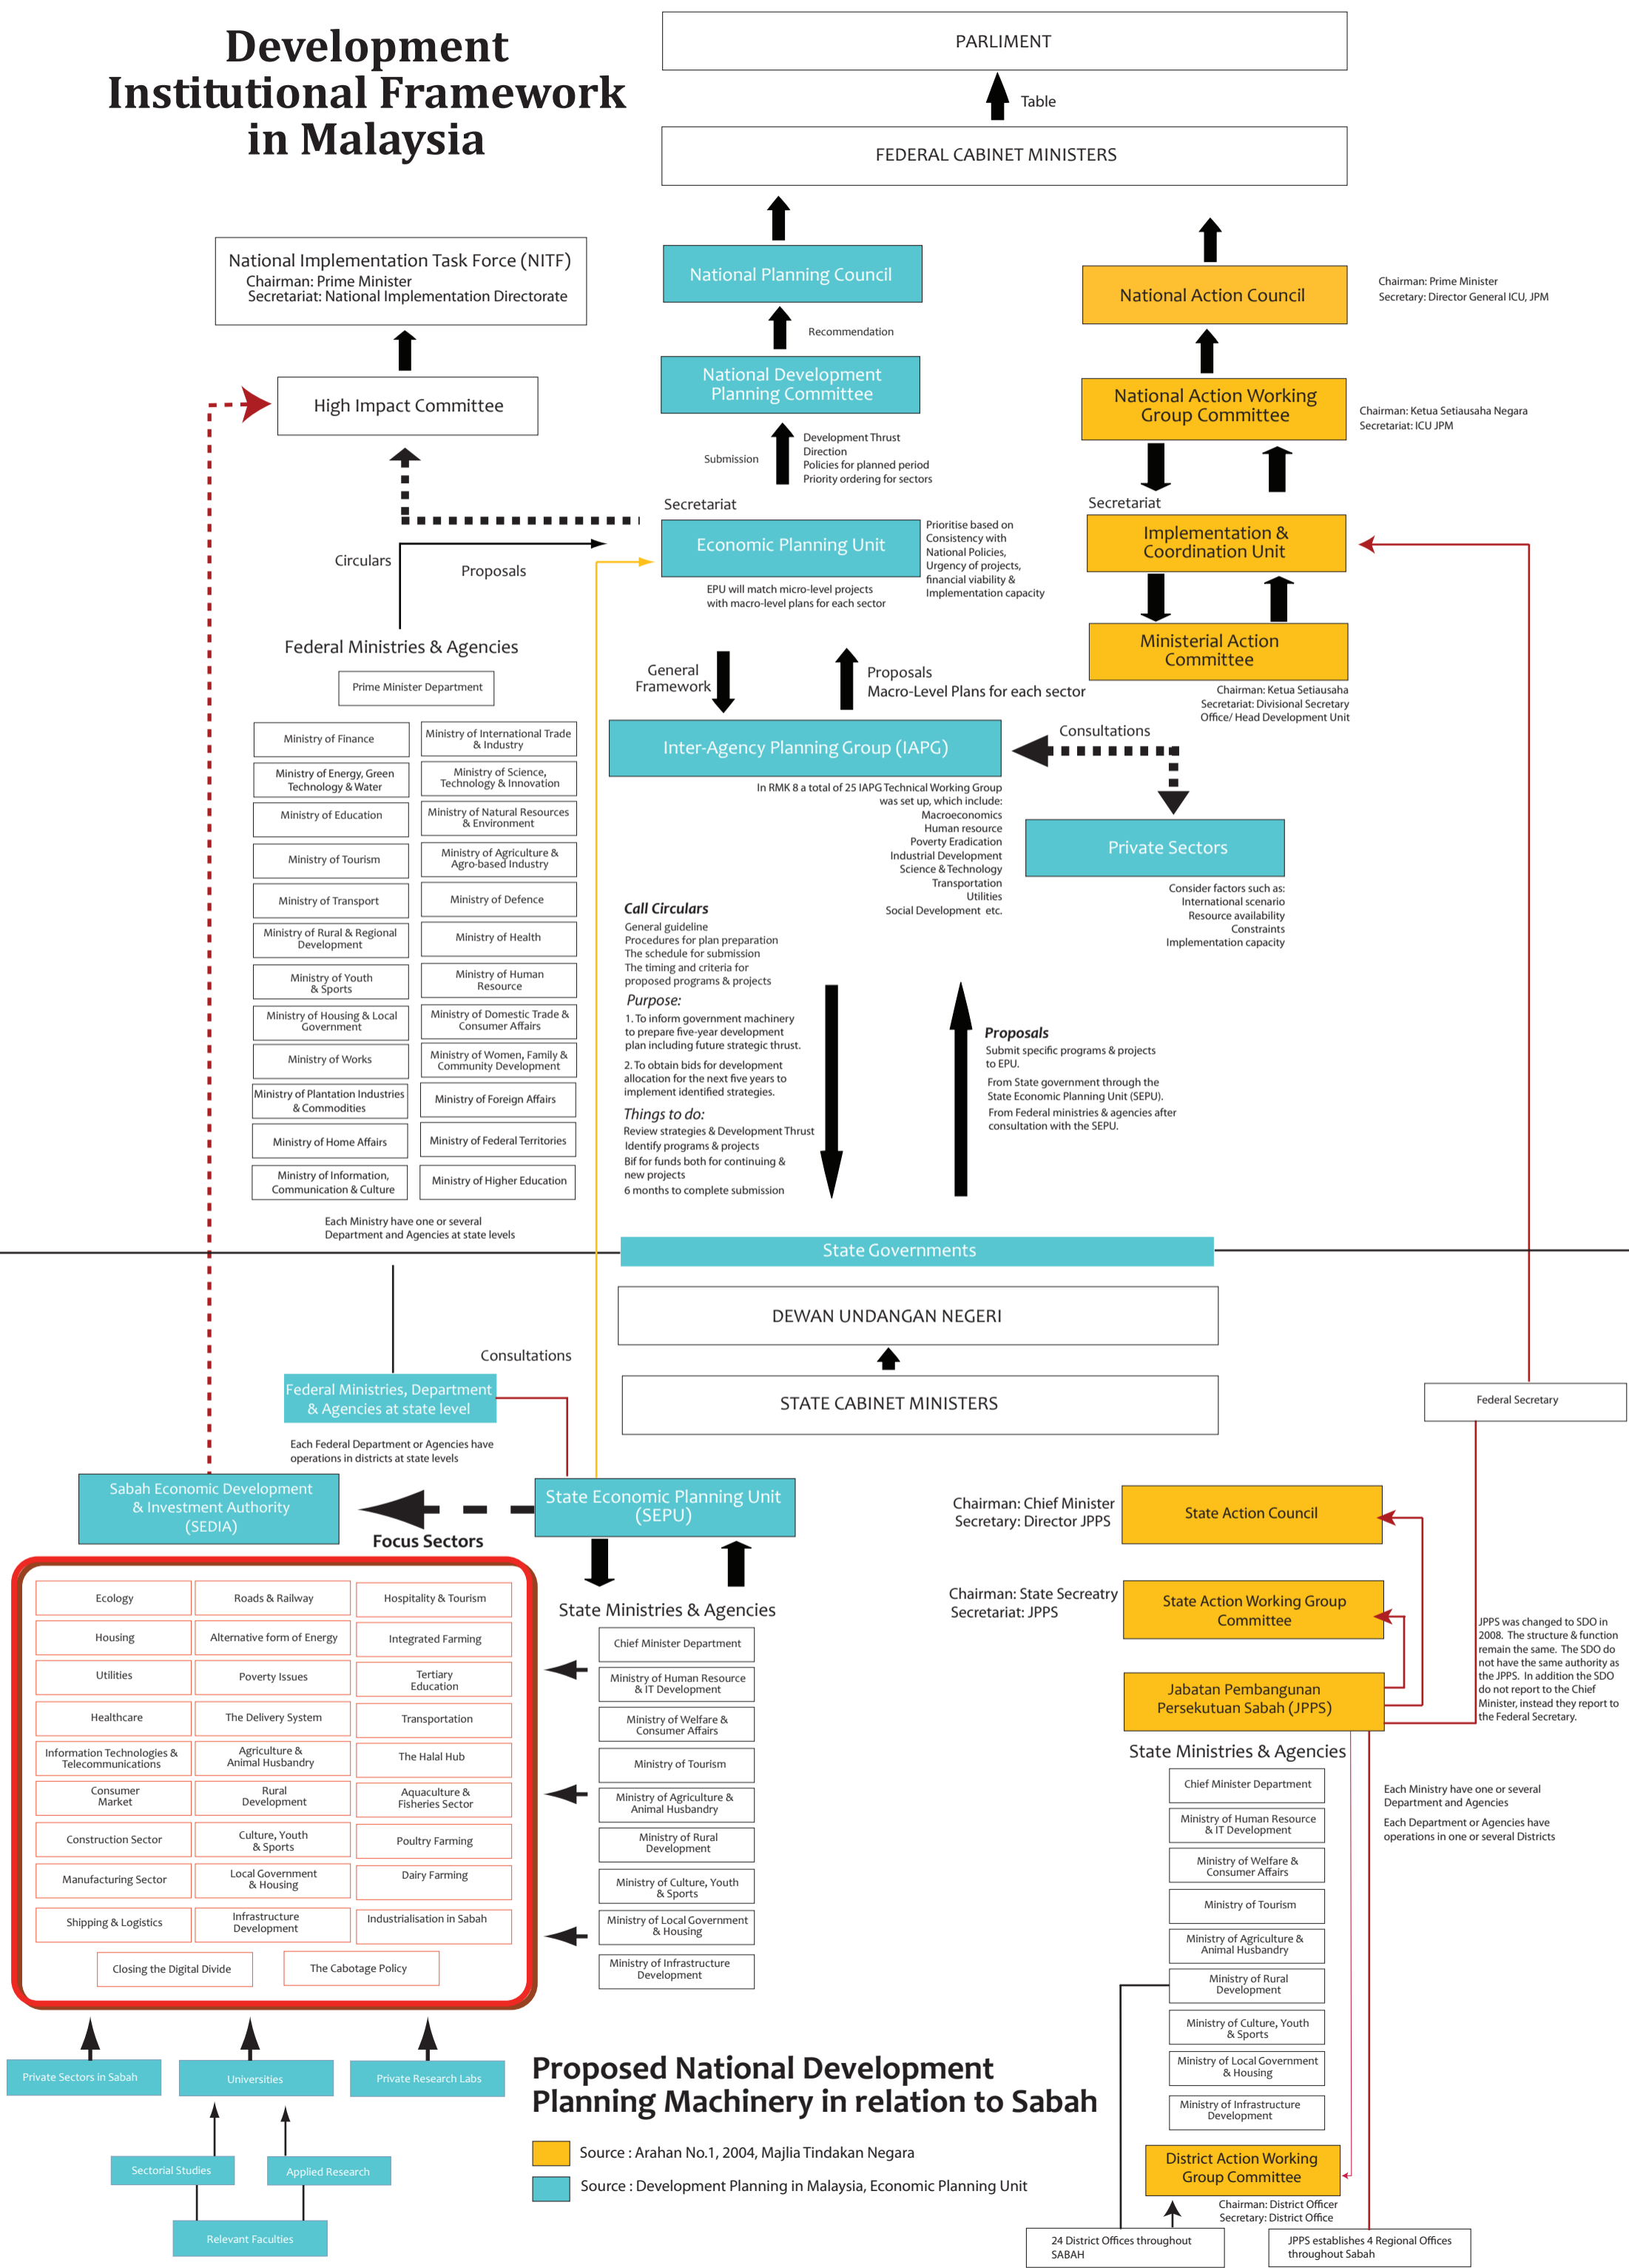 Development
Institutional Framework
in Malaysia
PARLIMENT
Table
FEDERAL CABINET MINISTERS
National Implementation Task Force (NITF)
Chairman: Prime Minister
Secretariat: National Implementation Directorate
High Impact Committee
National Planning Council
Recommendation
National Development
Planning Committee
Submission
Development Thrust
Direction
Policies for planned period
Priority ordering for sectors
Secretariat
Economic Planning Unit
Prioritise based on
Consistency with
National Policies,
Urgency of projects,
financial viability &
Implementation capacity
EPU will match micro-level projects
with macro-level plans for each sector
National Action Council
Chairman: Prime Minister
Secretary: Director General ICU, JPM
National Action Working
Group Committee
Chairman: Ketua Setiausaha Negara
Secretariat: ICU JPM
Secretariat
Implementation &
Coordination Unit
Ministerial Action
Committee
Chairman: Ketua Setiausaha
Secretariat: Divisional Secretary
Office/ Head Development Unit
Circulars
Proposals
Federal Ministries & Agencies
Prime Minister Department
Ministry of Finance
Ministry of International Trade
& Industry
Ministry of Energy, Green
Technology & Water
Ministry of Science,
Technology & Innovation
Ministry of Education
Ministry of Natural Resources
& Environment
Ministry of Tourism
Ministry of Agriculture &
Agro-based Industry
Ministry of Transport
Ministry of Defence
Ministry of Rural & Regional
Development
Ministry of Health
Ministry of Youth
& Sports
Ministry of Human
Resource
Ministry of Housing & Local
Government
Ministry of Domestic Trade &
Consumer Affairs
Ministry of Works
Ministry of Women, Family &
Community Development
Ministry of Plantation Industries
& Commodities
Ministry of Foreign Affairs
Ministry of Home Affairs
Ministry of Federal Territories
Ministry of Information,
Communication & Culture
Ministry of Higher Education
Each Ministry have one or several
Department and Agencies at state levels
General
Framework
Proposals
Macro-Level Plans for each sector
Inter-Agency Planning Group (IAPG)
Consultations
In RMK 8 a total of 25 IAPG Technical Working Group
was set up, which include:
Macroeconomics
Human resource
Poverty Eradication
Industrial Development
Science & Technology
Transportation
Utilities
Social Development etc.
Private Sectors
Consider factors such as:
International scenario
Resource availability
Constraints
Implementation capacity
Call Circulars
General guideline
Procedures for plan preparation
The schedule for submission
The timing and criteria for
proposed programs & projects
Purpose:
1. To inform government machinery
to prepare five-year development
plan including future strategic thrust.
2. To obtain bids for development
allocation for the next five years to
implement identified strategies.
Things to do:
Review strategies & Development Thrust
Identify programs & projects
Bif for funds both for continuing &
new projects
6 months to complete submission
Proposals
Submit specific programs & projects
to EPU.
From State government through the
State Economic Planning Unit (SEPU).
From Federal ministries & agencies after
consultation with the SEPU.
State Governments
DEWAN UNDANGAN NEGERI
STATE CABINET MINISTERS
Consultations
Federal Ministries, Department
& Agencies at state level
Each Federal Department or Agencies have
operations in districts at state levels
Federal Secretary
Sabah Economic Development
& Investment Authority
(SEDIA)
Focus Sectors
State Economic Planning Unit
(SEPU)
Ecology
Roads & Railway
Hospitality & Tourism
Housing
Alternative form of Energy
Integrated Farming
Utilities
Poverty Issues
Tertiary
Education
Healthcare
The Delivery System
Transportation
Information Technologies &
Telecommunications
Agriculture &
Animal Husbandry
The Halal Hub
Consumer
Market
Rural
Development
Aquaculture &
Fisheries Sector
Construction Sector
Culture, Youth
& Sports
Poultry Farming
Manufacturing Sector
Local Government
& Housing
Dairy Farming
Shipping & Logistics
Infrastructure
Development
Industrialisation in Sabah
Closing the Digital Divide
The Cabotage Policy
State Ministries & Agencies
Chief Minister Department
Ministry of Human Resource
& IT Development
Ministry of Welfare &
Consumer Affairs
Ministry of Tourism
Ministry of Agriculture &
Animal Husbandry
Ministry of Rural
Development
Ministry of Culture, Youth
& Sports
Ministry of Local Government
& Housing
Ministry of Infrastructure
Development
Chairman: Chief Minister
Secretary: Director JPPS
State Action Council
Chairman: State Secreatry
Secretariat: JPPS
State Action Working Group
Committee
Jabatan Pembangunan
Persekutuan Sabah (JPPS)
JPPS was changed to SDO in
2008. The structure & function
remain the same. The SDO do
not have the same authority as
the JPPS. In addition the SDO
do not report to the Chief
Minister, instead they report to
the Federal Secretary.
State Ministries & Agencies
Chief Minister Department
Ministry of Human Resource
& IT Development
Ministry of Welfare &
Consumer Affairs
Ministry of Tourism
Ministry of Agriculture &
Animal Husbandry
Ministry of Rural
Development
Ministry of Culture, Youth
& Sports
Ministry of Local Government
& Housing
Ministry of Infrastructure
Development
Each Ministry have one or several
Department and Agencies
Each Department or Agencies have
operations in one or several Districts
District Action Working
Group Committee
Chairman: District Officer
Secretary: District Office
24 District Offices throughout
SABAH
JPPS establishes 4 Regional Offices
throughout Sabah
Private Sectors in Sabah
Universities
Private Research Labs
Sectorial Studies
Applied Research
Relevant Faculties
Proposed National Development
Planning Machinery in relation to Sabah
Source : Arahan No.1, 2004, Majlia Tindakan Negara
Source : Development Planning in Malaysia, Economic Planning Unit